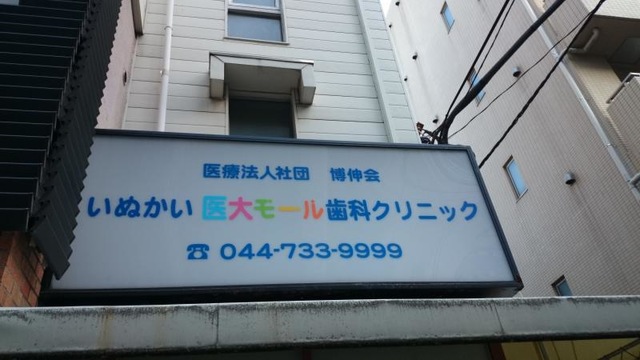 医療法人社団 博伸会
いぬかい 医大モール歯科クリニック
☎ 044-733-9999